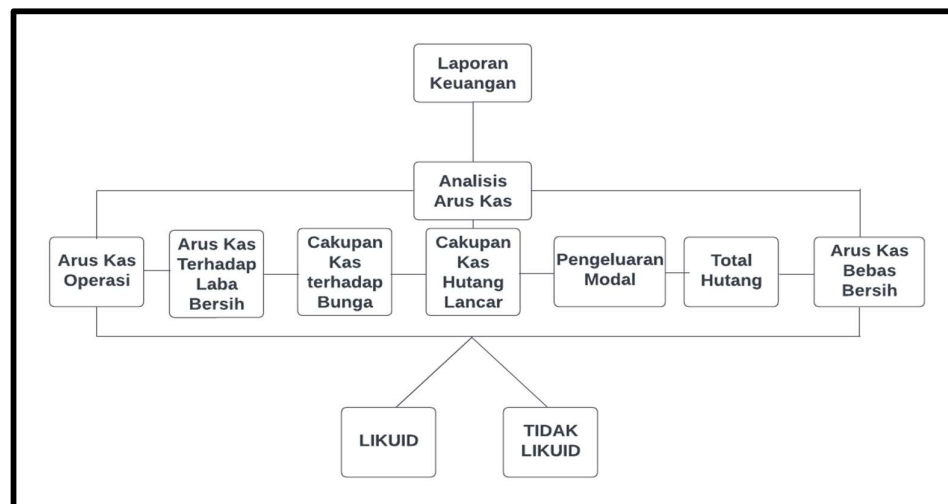 Laporan
Keuangan
Analisis
Arus Kas
Arus Kas
Operasi
Arus Kas
Terhadap
Laba
Bersih
Cakupan
Kas
terhadap
Bunga
Cakupan
Kas
Hutang
Lancar
Pengeluaran
Modal
Total
Hutang
Arus Kas
Bebas
Bersih
LIKUID
TIDAK
LIKUID